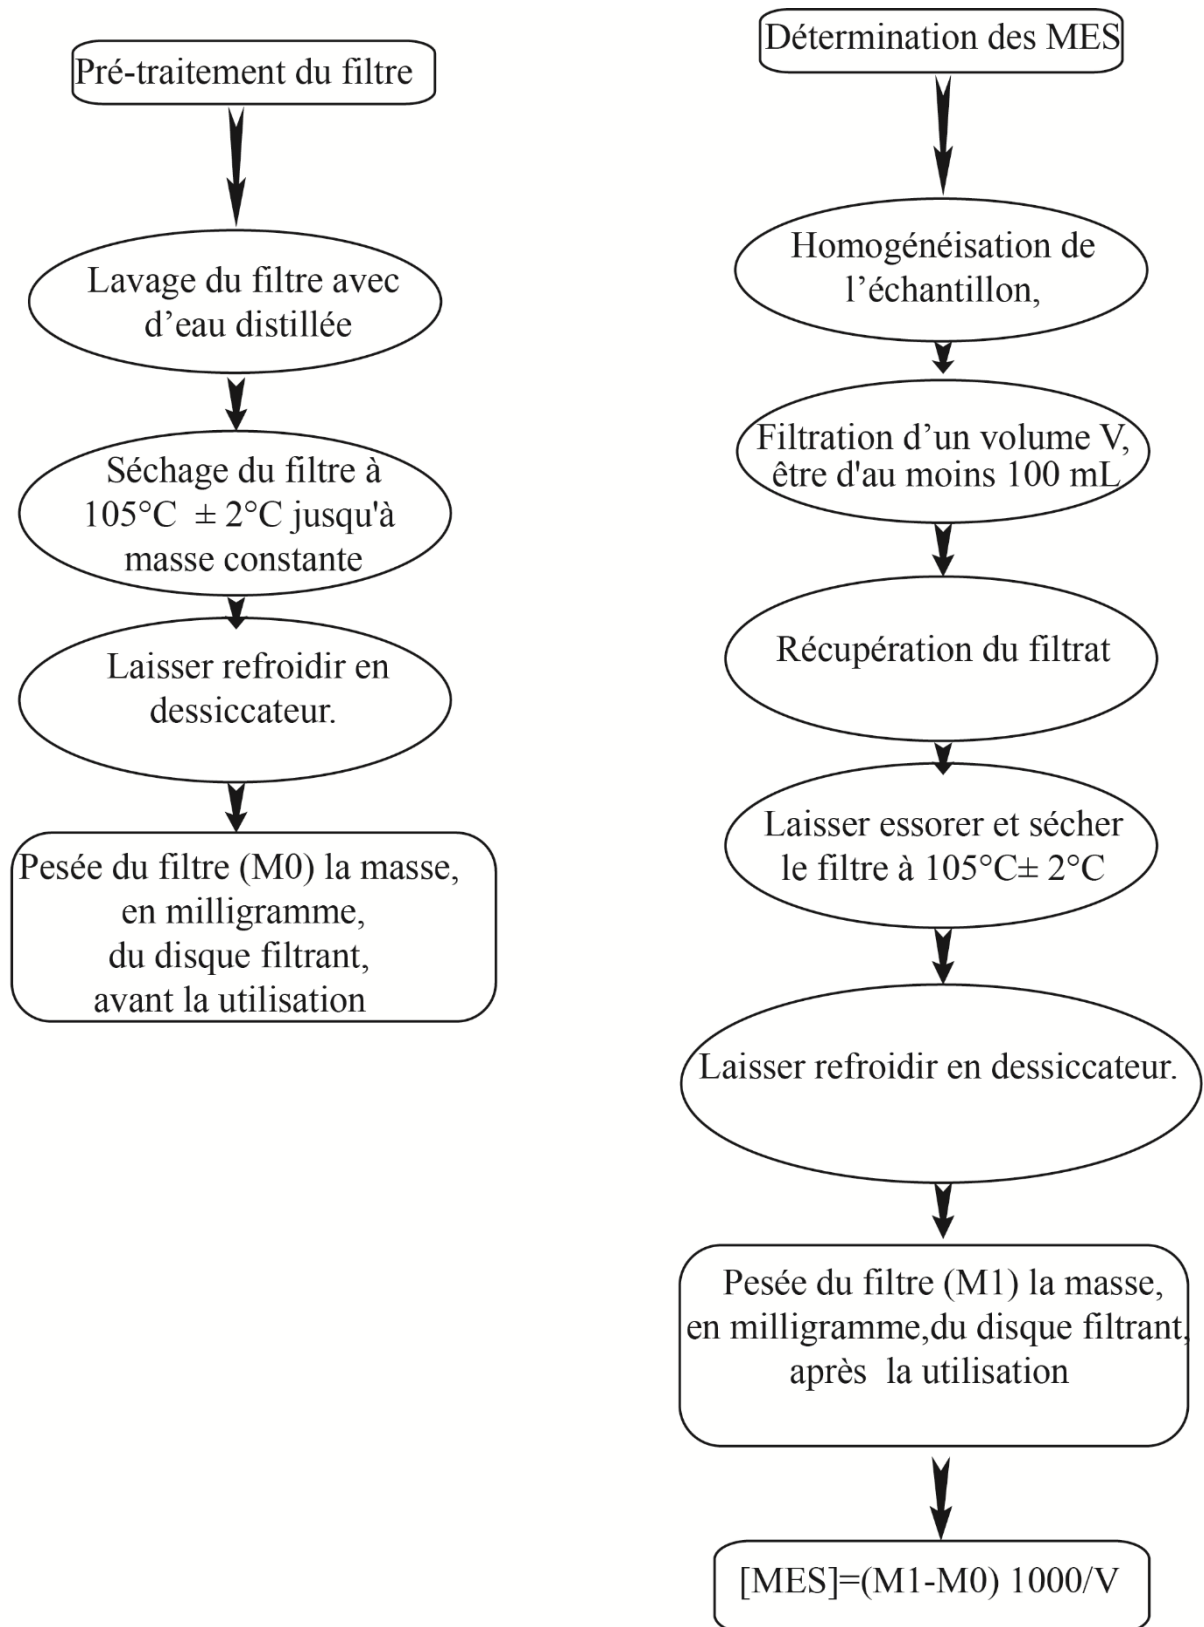 Pré-traitement du filtre
Lavage du filtre avec
d’eau distillée
Séchage du filtre à
105°C ± 2°C jusqu'à
masse constante
Laisser refroidir en
dessiccateur.
Pesée du filtre (M0) la masse,
en milligramme,
du disque filtrant,
avant la utilisation
Détermination des MES
Homogénéisation de
l’échantillon,
Filtration d’un volume V,
être d'au moins 100 mL
Récupération du filtrat
Laisser essorer et sécher
le filtre à 105°C± 2°C
Laisser refroidir en dessiccateur.
Pesée du filtre (M1) la masse,
en milligramme,du disque filtrant,
après la utilisation
[MES]=(M1-M0) 1000/V